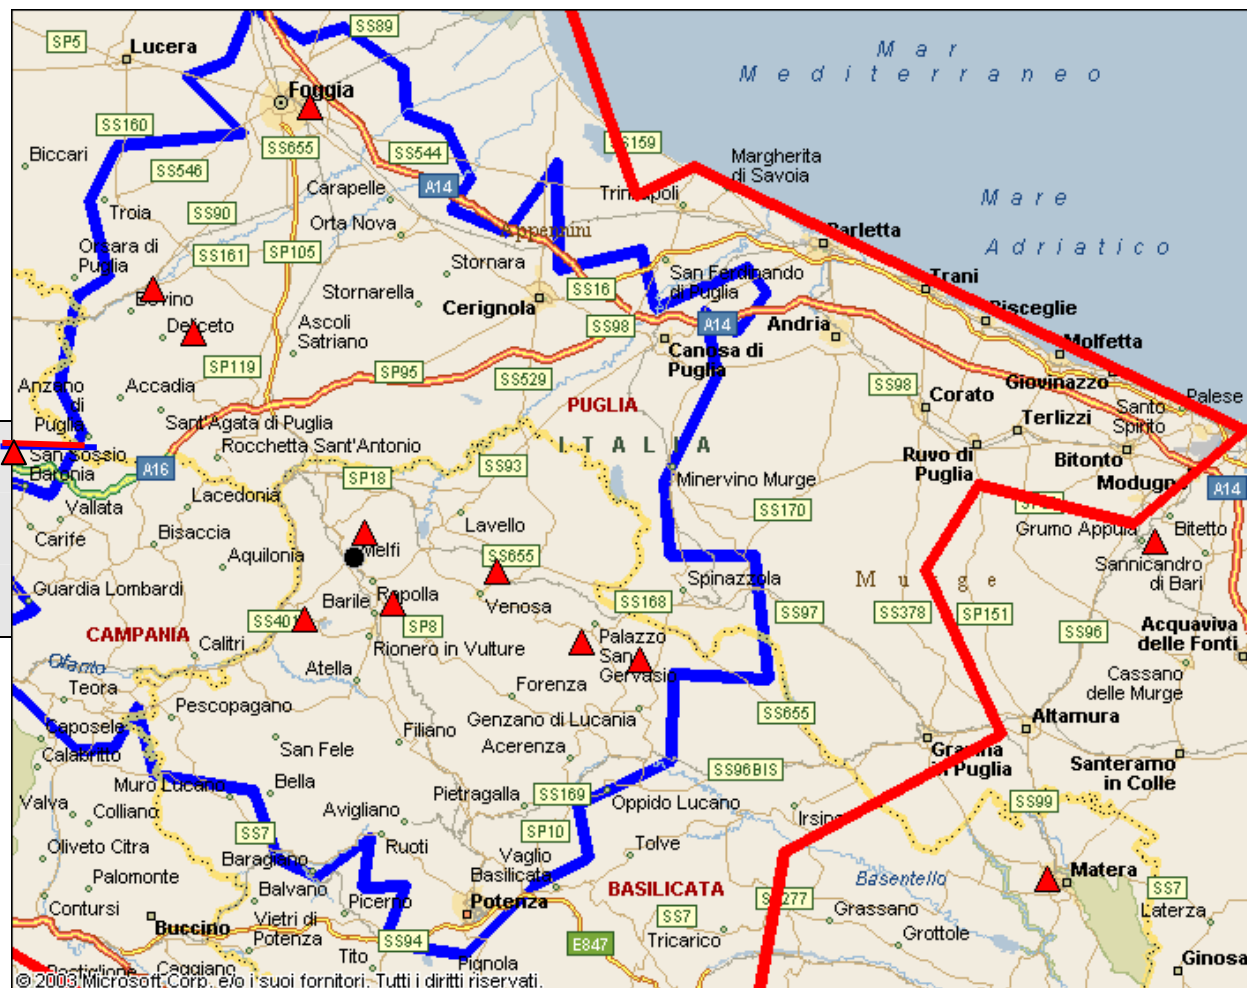 SP5
Lucera
SS89
Mar
Mediterraneo
Foggia
SS160
SS655
SS544
SS159
Biccari
SS546
Carapelle
A14
Margherita
di Savoia
Trinitapoli
Troia
SS90
Orta Nova
Mare
Adriatico
Orsara di
Puglia
SS161
SP105
Appennini
Barletta
Stornara
San Ferdinando
di Puglia
Trani
Bovino
Stornarella
Cerignola
SS16
Bisceglie
Deliceto
Ascoli
Satriano
SS98
A14
Andria
Molfetta
Canosa di
Puglia
SP119
SP95
SS529
Giovinazzo
Anzano
di
Puglia
Accadia
SS98
Corato
Palese
Santo
Spirito
Sant'Agata di Puglia
PUGLIA
Terlizzi
Rocchetta Sant'Antonio
ITALIA
Ruvo di
Puglia
Bitonto
San Sossio
Baronia
A16
SP18
SS93
Minervino Murge
Modugno
A14
Lacedonia
Vallata
Bisaccia
Lavello
SS170
Carife
Grumo Appula
Bitetto
Aquilonia
Melfi
SS655
Sannicandro
di Bari
Guardia Lombardi
Rapolla
Venosa
Spinazzola
Murge
Barile
SS168
SS97
SS378
SP151
SS401
SP8
CAMPANIA
Calitri
Rionero in Vulture
Palazzo
San
Gervasio
SS96
Acquaviva
delle Fonti
Ofanto
Atella
Teora
Forenza
Cassano
delle Murge
Pescopagano
Genzano di Lucania
SS655
Caposele
Filiano
Altamura
San Fele
Acerenza
Gravina
in Puglia
Calabritto
Santeramo
in Colle
SS96BIS
Muro Lucano
Bella
Pietragalla
SS169
Valva
Oppido Lucano
SS99
Colliano
Avigliano
Irsina
SS7
SP10
Oliveto Citra
Baragiano
Ruoti
Vaglio
Basilicata
Tolve
Palomonte
Balvano
BASILICATA
Basentello
Matera
SS7
Contursi
Picerno
Potenza
SS277
Buccino
Vietri di
Potenza
SS7
Grassano
Laterza
SS94
E847
Tricarico
Grottole
Tito
Pignola
Ginosa
Caggiano
© 2003 Microsoft Corp. e/o i suoi fornitori. Tutti i diritti riservati.